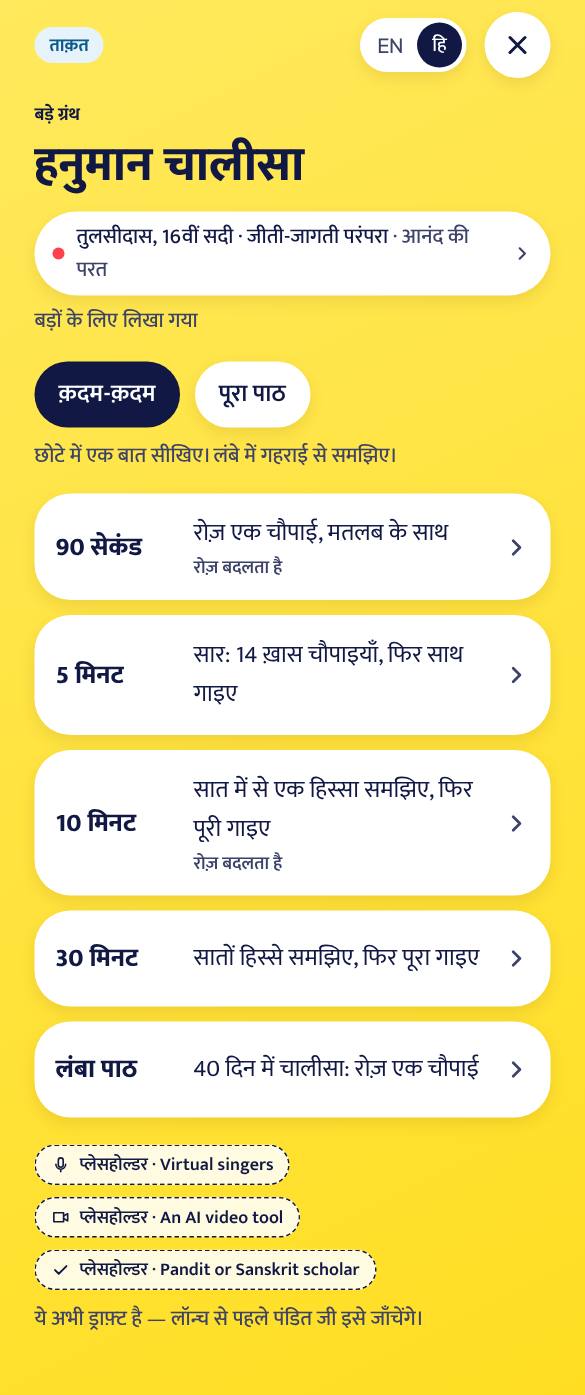 ताक़त
EN हि
बड़े ग्रंथ
हनुमान चालीसा
तुलसीदास, 16वीं सदी · जीती-जागती परंपरा · आनंद की
परत
बड़ों के लिए लिखा गया
क़दम-क़दम पूरा पाठ
छोटे में एक बात सीखिए। लंबे में गहराई से समझिए।
90 सेकंड रोज़ एक चौपाई, मतलब के साथ
रोज़ बदलता है
5 मिनट सार: 14 ख़ास चौपाइयाँ, फिर साथ
गाइए
10 मिनट सात में से एक हिस्सा समझिए, फिर
पूरी गाइए
रोज़ बदलता है
30 मिनट सातों हिस्से समझिए, फिर पूरा गाइए
लंबा पाठ 40 दिन में चालीसा: रोज़ एक चौपाई
प्लेसहोल्डर · Virtual singers
प्लेसहोल्डर · An AI video tool
प्लेसहोल्डर · Pandit or Sanskrit scholar
ये अभी ड्राफ़्ट है — लॉन्च से पहले पंडित जी इसे जाँचेंगे।